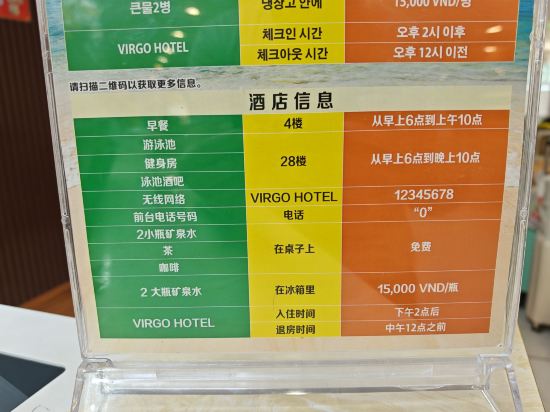 큰물2병 냉장고 안에 15,000 VND/병
VIRGO HOTEL 체크인 시간 오후 2시 이후
체크아웃 시간 오후 12시 이전
请扫描二维码以获取更多信息。
酒店信息
早餐 4楼 从早上6点到上午10点
游泳池
健身房 28楼 从早上6点到晚上10点
泳池酒吧
无线网络 VIRGO HOTEL 12345678
前台电话号码 电话 “0”
2小瓶矿泉水
茶 在桌子上 免费
咖啡
2 大瓶矿泉水 在冰箱里 15,000 VND/瓶
VIRGO HOTEL 入住时间 下午2点后
退房时间 中午12点之前